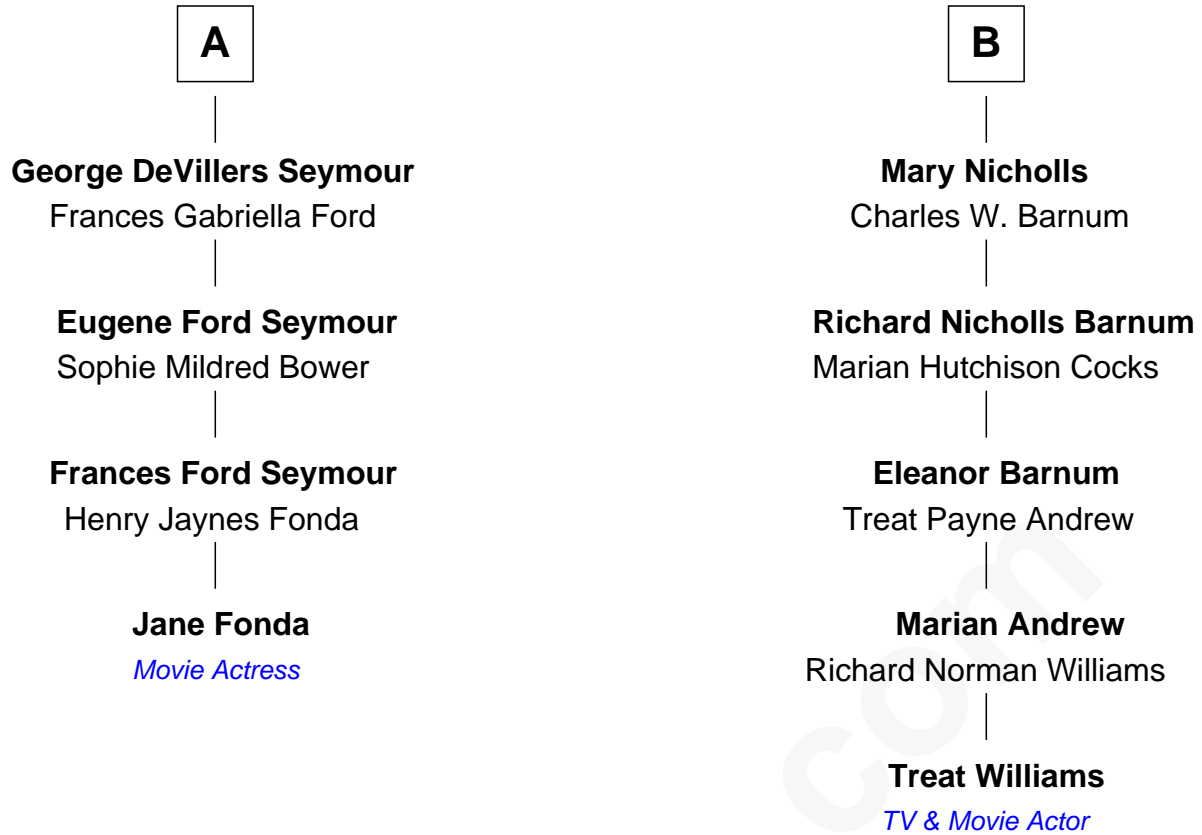 A
George DeVillers Seymour
Frances Gabriella Ford
Eugene Ford Seymour
Sophie Mildred Bower
Frances Ford Seymour
Henry Jaynes Fonda
Jane Fonda
Movie Actress
B
Mary Nicholls
Charles W. Barnum
Richard Nicholls Barnum
Marian Hutchison Cocks
Eleanor Barnum
Treat Payne Andrew
Marian Andrew
Richard Norman Williams
Treat Williams
TV & Movie Actor
com